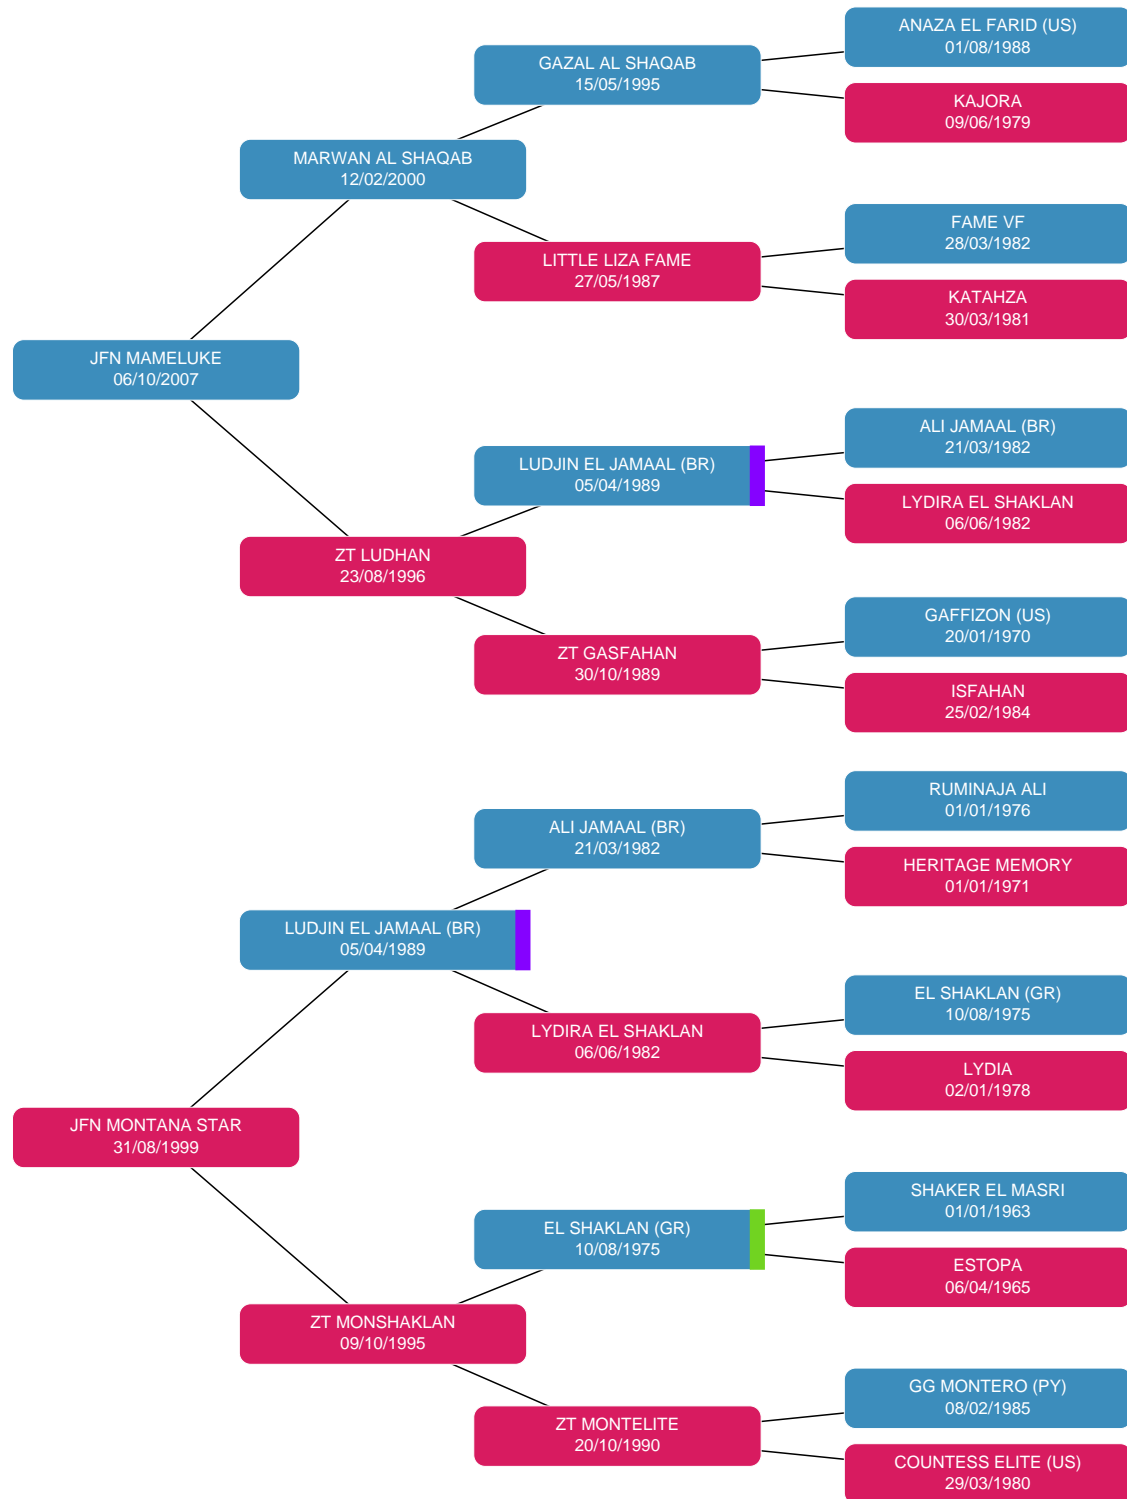 ANAZA EL FARID (US)
01/08/1988
GAZAL AL SHAQAB
15/05/1995
KAJORA
09/06/1979
MARWAN AL SHAQAB
12/02/2000
FAME VF
28/03/1982
LITTLE LIZA FAME
27/05/1987
KATAHZA
30/03/1981
JFN MAMELUKE
06/10/2007
ALI JAMAAL (BR)
21/03/1982
LUDJIN EL JAMAAL (BR)
05/04/1989
LYDIRA EL SHAKLAN
06/06/1982
ZT LUDHAN
23/08/1996
GAFFIZON (US)
20/01/1970
ZT GASFAHAN
30/10/1989
ISFAHAN
25/02/1984
RUMINAJA ALI
01/01/1976
ALI JAMAAL (BR)
21/03/1982
HERITAGE MEMORY
01/01/1971
LUDJIN EL JAMAAL (BR)
05/04/1989
EL SHAKLAN (GR)
10/08/1975
LYDIRA EL SHAKLAN
06/06/1982
LYDIA
02/01/1978
JFN MONTANA STAR
31/08/1999
SHAKER EL MASRI
01/01/1963
EL SHAKLAN (GR)
10/08/1975
ESTOPA
06/04/1965
ZT MONSHAKLAN
09/10/1995
GG MONTERO (PY)
08/02/1985
ZT MONTELITE
20/10/1990
COUNTESS ELITE (US)
29/03/1980